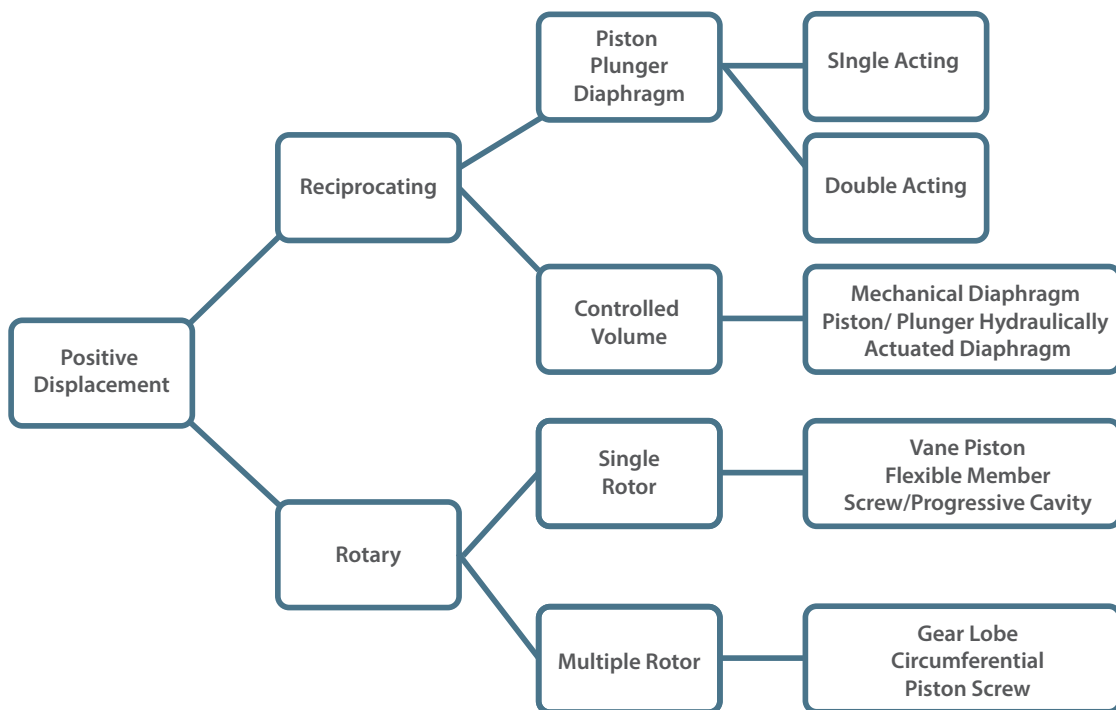 Piston
Plunger
Diaphragm
SIngle Acting
Double Acting
Reciprocating
Controlled
Volume
Mechanical Diaphragm
Piston/ Plunger Hydraulically
Actuated Diaphragm
Positive
Displacement
Single
Rotor
Vane Piston
Flexible Member
Screw/Progressive Cavity
Rotary
Multiple Rotor
Gear Lobe
Circumferential
Piston Screw